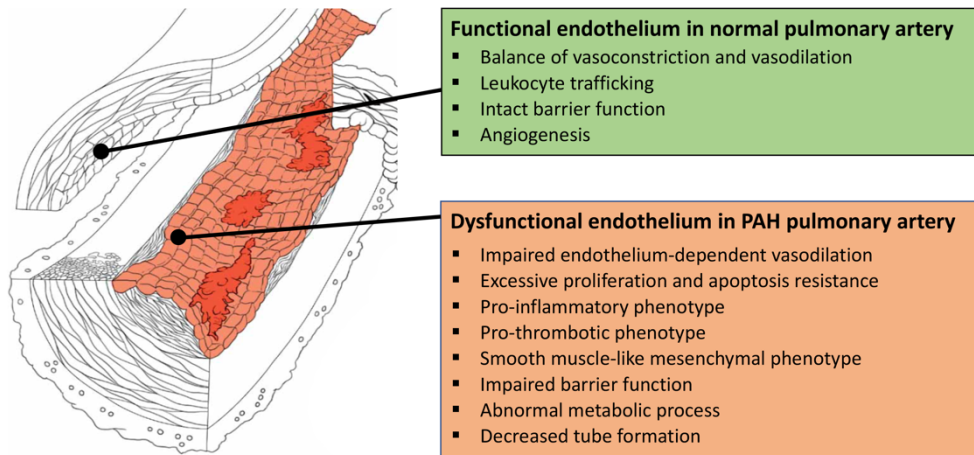 Functional endothelium in normal pulmonary artery
▪ Balance of vasoconstriction and vasodilation
▪ Leukocyte trafficking
▪ Intact barrier function
▪ Angiogenesis
Dysfunctional endothelium in PAH pulmonary artery
▪ Impaired endothelium-dependent vasodilation
▪ Excessive proliferation and apoptosis resistance
▪ Pro-inflammatory phenotype
▪ Pro-thrombotic phenotype
▪ Smooth muscle-like mesenchymal phenotype
▪ Impaired barrier function
▪ Abnormal metabolic process
▪ Decreased tube formation